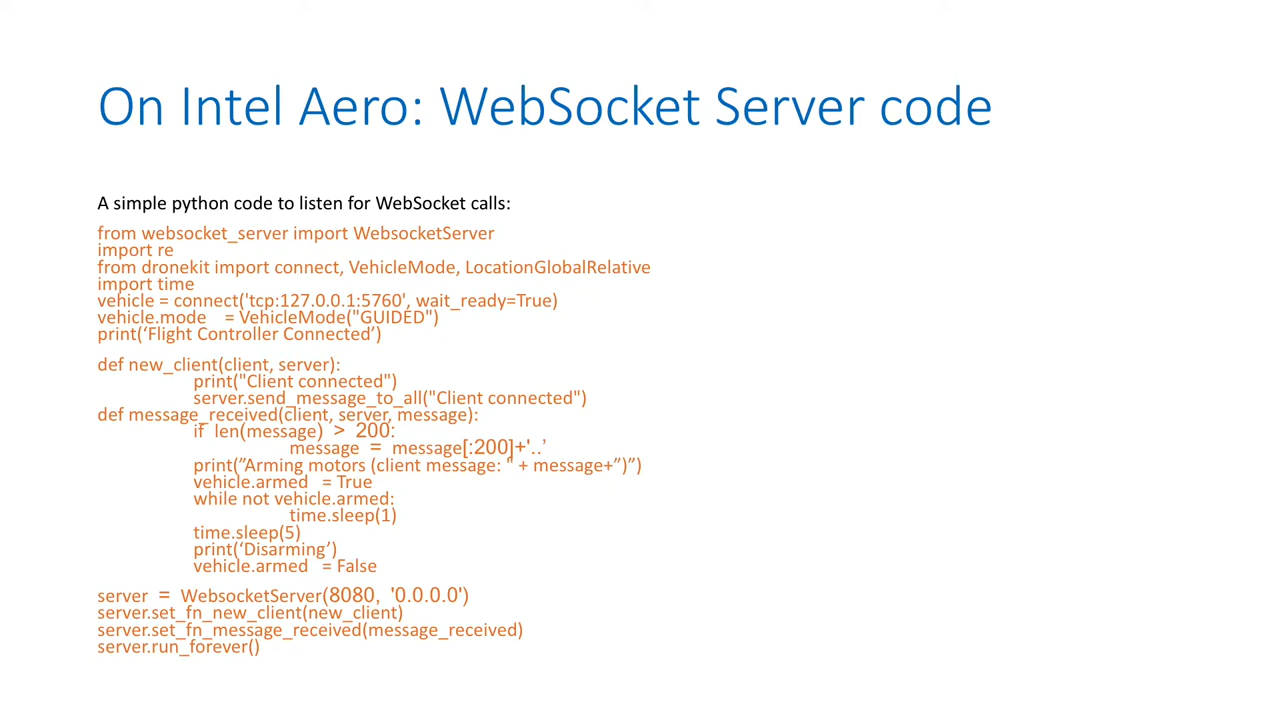 On Intel Aero: WebSocket Server code
A simple python code to listen for WebSocket calls:
from websocket_server import WebsocketServer
import re
from dronekit import connect, VehicleMode, LocationGlobalRelative
import time
vehicle = connect('tcp:127.0.0.1:5760', wait_ready=True)
vehicle.mode   = VehicleMode("GUIDED")
print(‘Flight Controller Connected’)
def new_client(client, server):
print("Client connected")
server.send_message_to_all("Client connected")
def message_received(client, server, message):
if len(message) > 200:
message = message[:200]+'..’
print(”Arming motors (client message: " + message+”)”)
vehicle.armed   = True
while not vehicle.armed:
time.sleep(1)
time.sleep(5)
print(‘Disarming’)
vehicle.armed   = False
server = WebsocketServer(8080, '0.0.0.0')
server.set_fn_new_client(new_client)
server.set_fn_message_received(message_received)
server.run_forever()